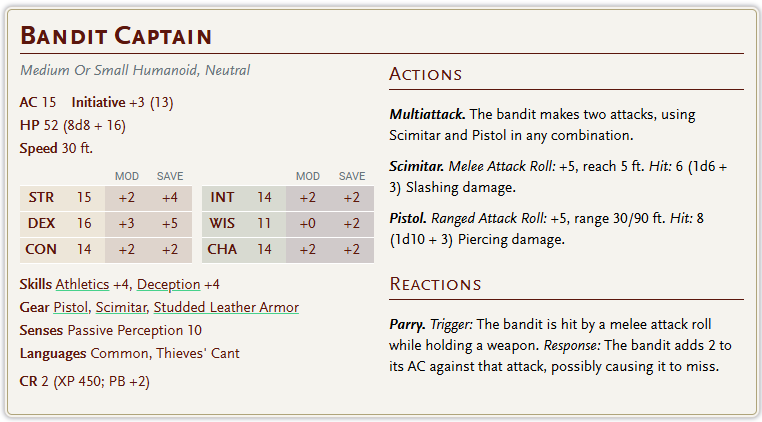 BANDIT CAPTAIN
Medium Or Small Humanoid, Neutral
AC 15 Initiative +3 (13)
HP 52 (8d8 + 16)
Speed 30 ft.
MOD SAVE MOD SAVE
STR 15 +2 +4 INT 14 +2 +2
DEX 16 +3 +5 WIS 11 +0 +2
CON 14 +2 +2 CHA 14 +2 +2
Skills Athletics +4, Deception +4
Gear Pistol, Scimitar, Studded Leather Armor
Senses Passive Perception 10
Languages Common, Thieves' Cant
CR 2 (XP 450; PB +2)
ACTIONS
Multiattack. The bandit makes two attacks, using
Scimitar and Pistol in any combination.
Scimitar. Melee Attack Roll: +5, reach 5 ft. Hit: 6 (1d6 +
3) Slashing damage.
Pistol. Ranged Attack Roll: +5, range 30/90 ft. Hit: 8
(1d10 + 3) Piercing damage.
REACTIONS
Parry. Trigger: The bandit is hit by a melee attack roll
while holding a weapon. Response: The bandit adds 2 to
its AC against that attack, possibly causing it to miss.